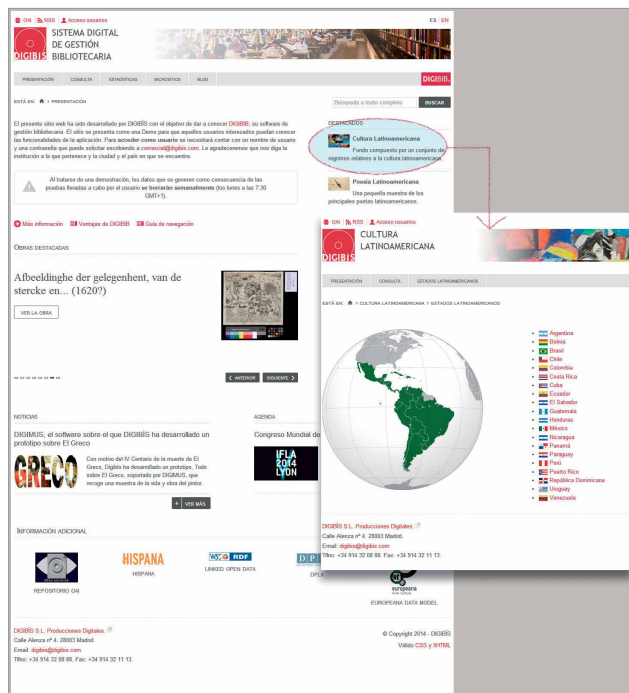 OAI RSS Acceso usuarios ES EN
SISTEMA DIGITAL
DE GESTIÓN
BIBLIOTECARIA
DIGIBÍS
PRESENTACIÓN CONSULTA ESTADÍSTICAS MICROSITIOS BLOG DIGIBIB.
ESTÁ EN: › PRESENTACIÓN
Búsqueda a texto completo BUSCAR
El presente sitio web ha sido desarrollado por DIGIBÍS con el objetivo de dar a conocer DIGIBIB, su software de
gestión bibliotecaria. El sitio se presenta como una Demo para que aquellos usuarios interesados puedan conocer
las funcionalidades de la aplicación. Para acceder como usuario se necesitará contar con un nombre de usuario
y una contraseña que puede solicitar escribiendo a comercial@digibis.com. Le agradeceremos que nos diga la
institución a la que pertenece y la ciudad y el país en que se encuentra.
Al tratarse de una demostración, los datos que se generen como consecuencia de las
pruebas llevadas a cabo por el usuario se borrarán semanalmente (los lunes a las 7:30
GMT+1).
DESTACADOS
Cultura Latinoamericana
Fondo compuesto por un conjunto de
registros relativos a la cultura latinoamericana.
Poesía Latinoamericana
Una pequeña muestra de los
principales poetas latinoamericanos.
Más información Ventajas de DIGIBIB Guía de navegación
OBRAS DESTACADAS
Afbeeldinghe der gelegenhent, van de
stercke en... (1620?)
VER LA OBRA
ANTERIOR SIGUIENTE
NOTICIAS
DIGIMUS, el software sobre el que DIGIBÍS ha desarrollado un
prototipo sobre El Greco
GRECO
Con motivo del IV Centario de la muerte de El
Greco, Digibís ha desarrollado un prototipo, Todo
sobre El Greco, soportado por DIGIMUS, que
recoge una muestra de la vida y obra del pintor.
+ VER MÁS
AGENDA
Congreso Mundial de
IFLA
2014
LYON
INFORMACIÓN ADICIONAL
REPOSITORIO OAI
HISPANA
HISPANA
W3C RDF
LINKED OPEN DATA
DP
DPLA
europeana
EUROPEANA DATA MODEL
DIGIBÍS S.L. Producciones Digitales.
Calle Alenza nº 4. 28003 Madrid.
Email: digibis@digibis.com
Tlfno: +34 914 32 08 88. Fax: +34 914 32 11 13.
© Copyright 2014 - DIGIBÍS
Válido CSS y XHTML
OAI RSS Acceso usuarios
CULTURA
LATINOAMERICANA
DIGIBÍS
PRESENTACIÓN CONSULTA ESTADOS LATINOAMERICANOS
ESTÁ EN: › CULTURA LATINOAMERICANA › ESTADOS LATINOAMERICANOS
Argentina
Bolivia
Brasil
Chile
Colombia
Costa Rica
Cuba
Ecuador
El Salvador
Guatemala
Honduras
México
Nicaragua
Panamá
Paraguay
Perú
Puerto Rico
República Dominicana
Uruguay
Venezuela
DIGIBÍS S.L. Producciones Digitales.
Calle Alenza nº 4. 28003 Madrid.
Email: digibis@digibis.com
Tlfno: +34 914 32 08 88. Fax: +34 914 32 11 13.